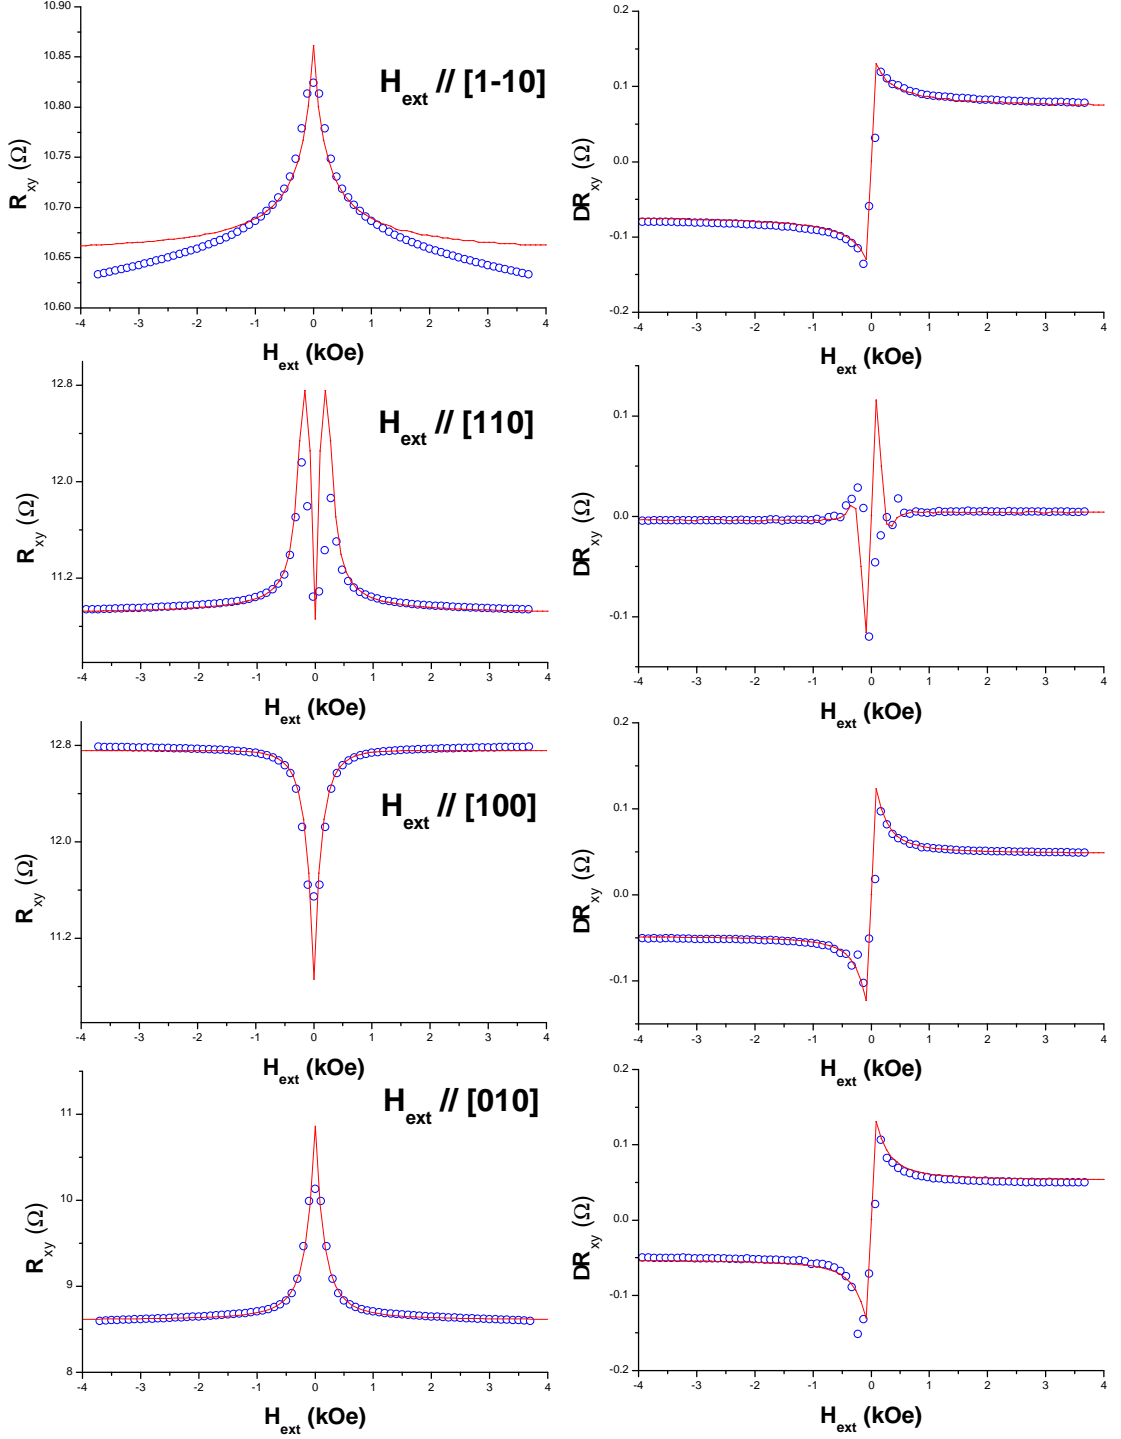 10.90
10.85
10.80
10.75
10.70
10.65
10.60
R_xy (Ω)
H_ext // [1-10]
-4 -3 -2 -1 0 1 2 3 4
H_ext (kOe)
0.2
0.1
0.0
-0.1
-0.2
DR_xy (Ω)
-4 -3 -2 -1 0 1 2 3 4
H_ext (kOe)
12.8
12.0
11.2
R_xy (Ω)
H_ext // [110]
-4 -3 -2 -1 0 1 2 3 4
H_ext (kOe)
0.1
0.0
-0.1
DR_xy (Ω)
-4 -3 -2 -1 0 1 2 3 4
H_ext (kOe)
12.8
12.0
11.2
R_xy (Ω)
H_ext // [100]
-4 -3 -2 -1 0 1 2 3 4
H_ext (kOe)
0.2
0.1
0.0
-0.1
DR_xy (Ω)
-4 -3 -2 -1 0 1 2 3 4
H_ext (kOe)
11
10
9
8
R_xy (Ω)
H_ext // [010]
-4 -3 -2 -1 0 1 2 3 4
H_ext (kOe)
0.2
0.1
0.0
-0.1
-0.2
DR_xy (Ω)
-4 -3 -2 -1 0 1 2 3 4
H_ext (kOe)